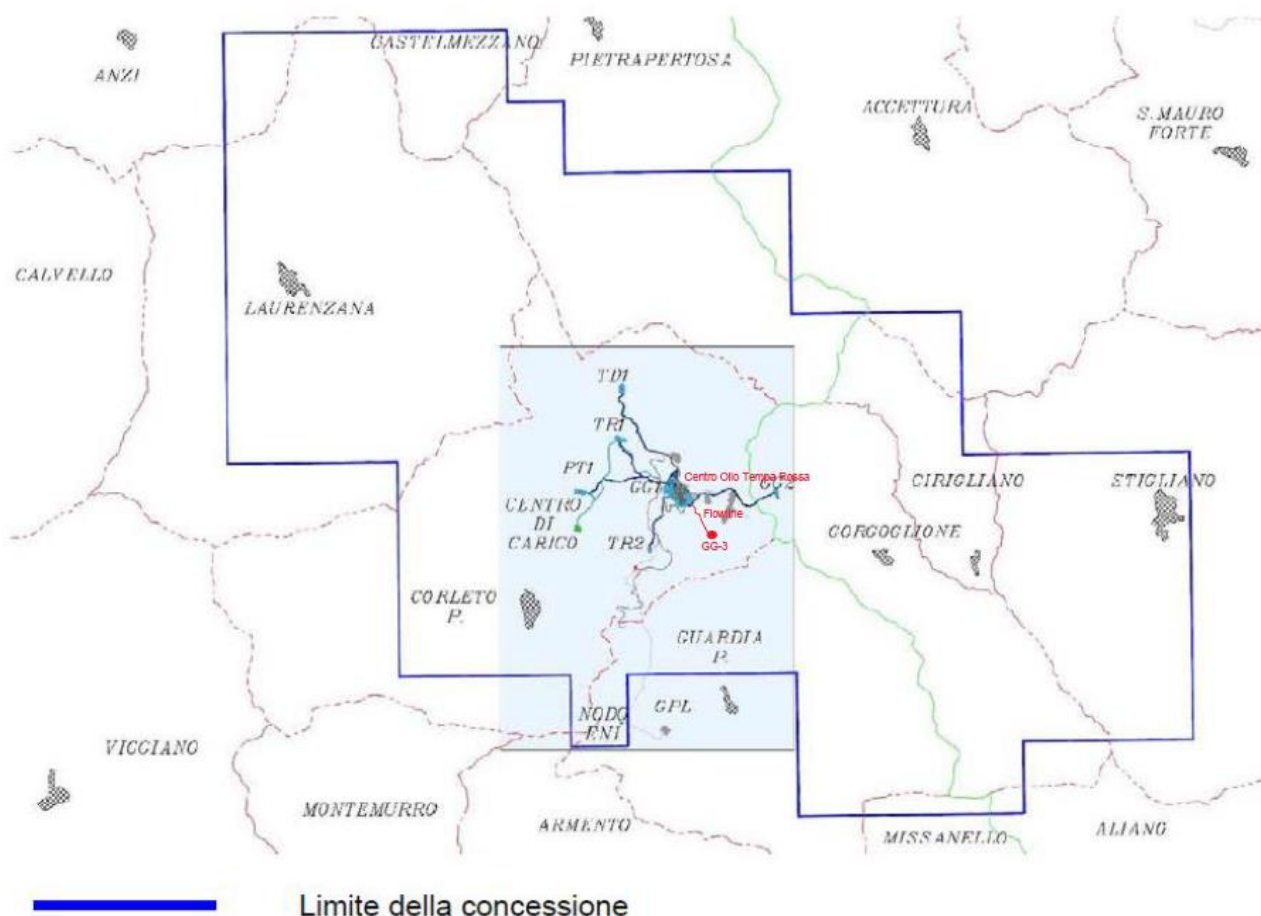 CASTELMEZZANO
PIETRAPERTOSA
ANZI
ACCETTURA
S. MAURO
FORTE
CALVELLO
LAURENZANA
TD1
TR1
PT1
Centro Olio Tempa Rossa
GG1
GG2
CIRIGLIANO
STIGLIANO
CENTRO
DI
CARICO
Flowline
GORGOGLIONE
TR2
GG-3
CORLETO
P.
GUARDIA
P.
NODO
ENI
GPL
VIGGIANO
MONTEMURRO
ARMENTO
MISSANELLO
ALIANO
Limite della concessione